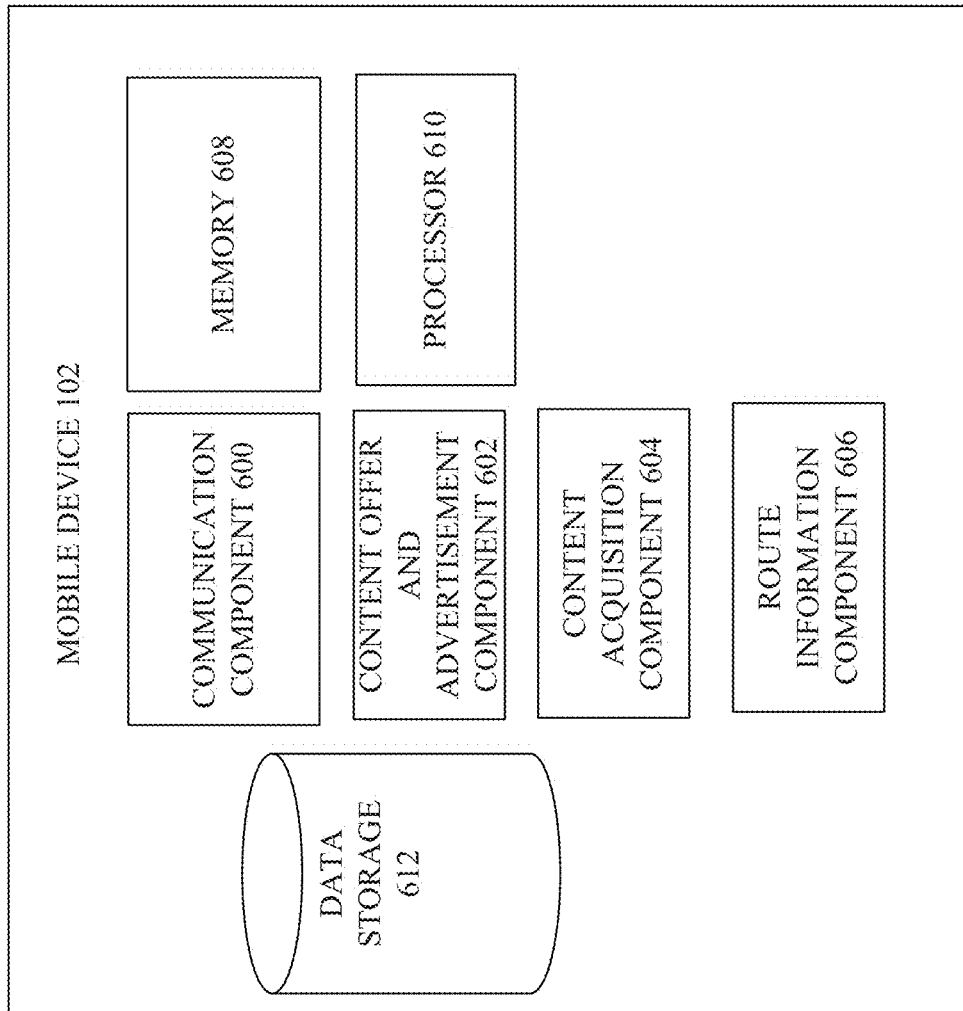 MOBILE DEVICE 102
DATA
STORAGE
612
COMMUNICATION
COMPONENT 600
CONTENT OFFER
AND
ADVERTISEMENT
COMPONENT 602
CONTENT
ACQUISITION
COMPONENT 604
ROUTE
INFORMATION
COMPONENT 606
MEMORY 608
PROCESSOR 610